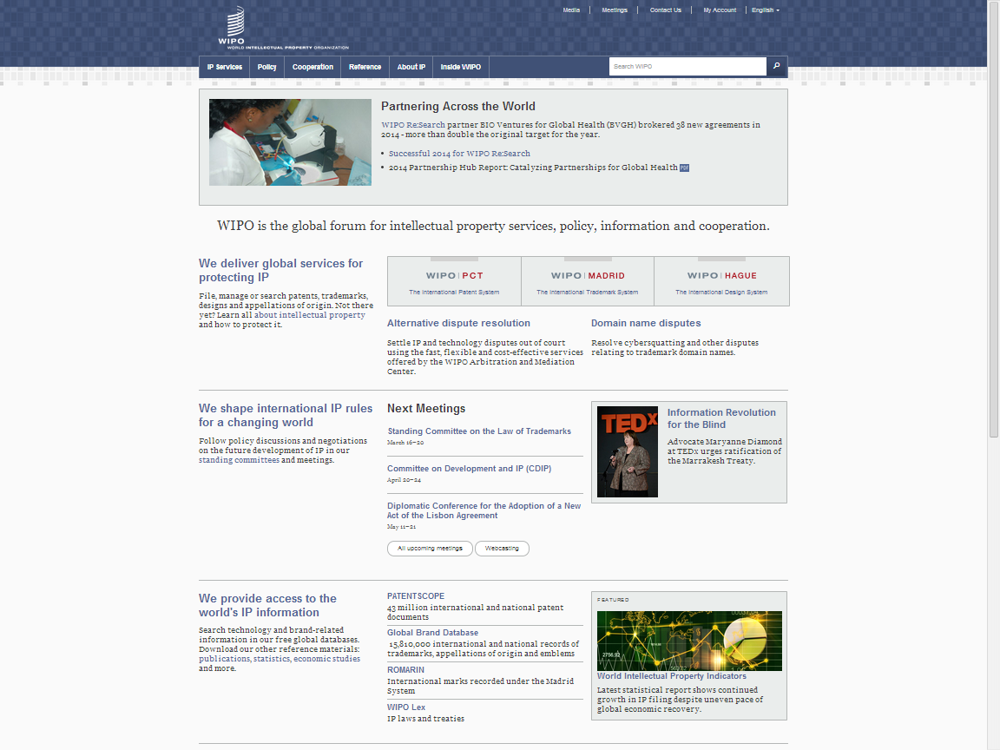 Media
Meetings
Contact Us
My Account
English
WIPO
WORLD INTELLECTUAL PROPERTY ORGANIZATION
IP Services
Policy
Cooperation
Reference
About IP
Inside WIPO
Search WIPO
Partnering Across the World
WIPO Re:Search partner BIO Ventures for Global Health (BVGH) brokered 38 new agreements in
2014 - more than double the original target for the year.
• Successful 2014 for WIPO Re:Search
• 2014 Partnership Hub Report: Catalyzing Partnerships for Global Health PDF
WIPO is the global forum for intellectual property services, policy, information and cooperation.
We deliver global services for
protecting IP
File, manage or search patents, trademarks,
designs and appellations of origin. Not there
yet? Learn all about intellectual property
and how to protect it.
WIPO | PCT
The International Patent System
WIPO | MADRID
The International Trademark System
WIPO | HAGUE
The International Design System
Alternative dispute resolution
Settle IP and technology disputes out of court
using the fast, flexible and cost-effective services
offered by the WIPO Arbitration and Mediation
Center.
Domain name disputes
Resolve cybersquatting and other disputes
relating to trademark domain names.
We shape international IP rules
for a changing world
Follow policy discussions and negotiations
on the future development of IP in our
standing committees and meetings.
Next Meetings
Standing Committee on the Law of Trademarks
March 16–20
Committee on Development and IP (CDIP)
April 20–24
Diplomatic Conference for the Adoption of a New
Act of the Lisbon Agreement
May 11–21
All upcoming meetings
Webcasting
TEDx
Information Revolution
for the Blind
Advocate Maryanne Diamond
at TEDx urges ratification of
the Marrakesh Treaty.
We provide access to the
world's IP information
Search technology and brand-related
information in our free global databases.
Download our other reference materials:
publications, statistics, economic studies
and more.
PATENTSCOPE
43 million international and national patent
documents
Global Brand Database
15,810,000 international and national records of
trademarks, appellations of origin and emblems
ROMARIN
International marks recorded under the Madrid
System
WIPO Lex
IP laws and treaties
FEATURED
2756.92
World Intellectual Property Indicators
Latest statistical report shows continued
growth in IP filing despite uneven pace of
global economic recovery.